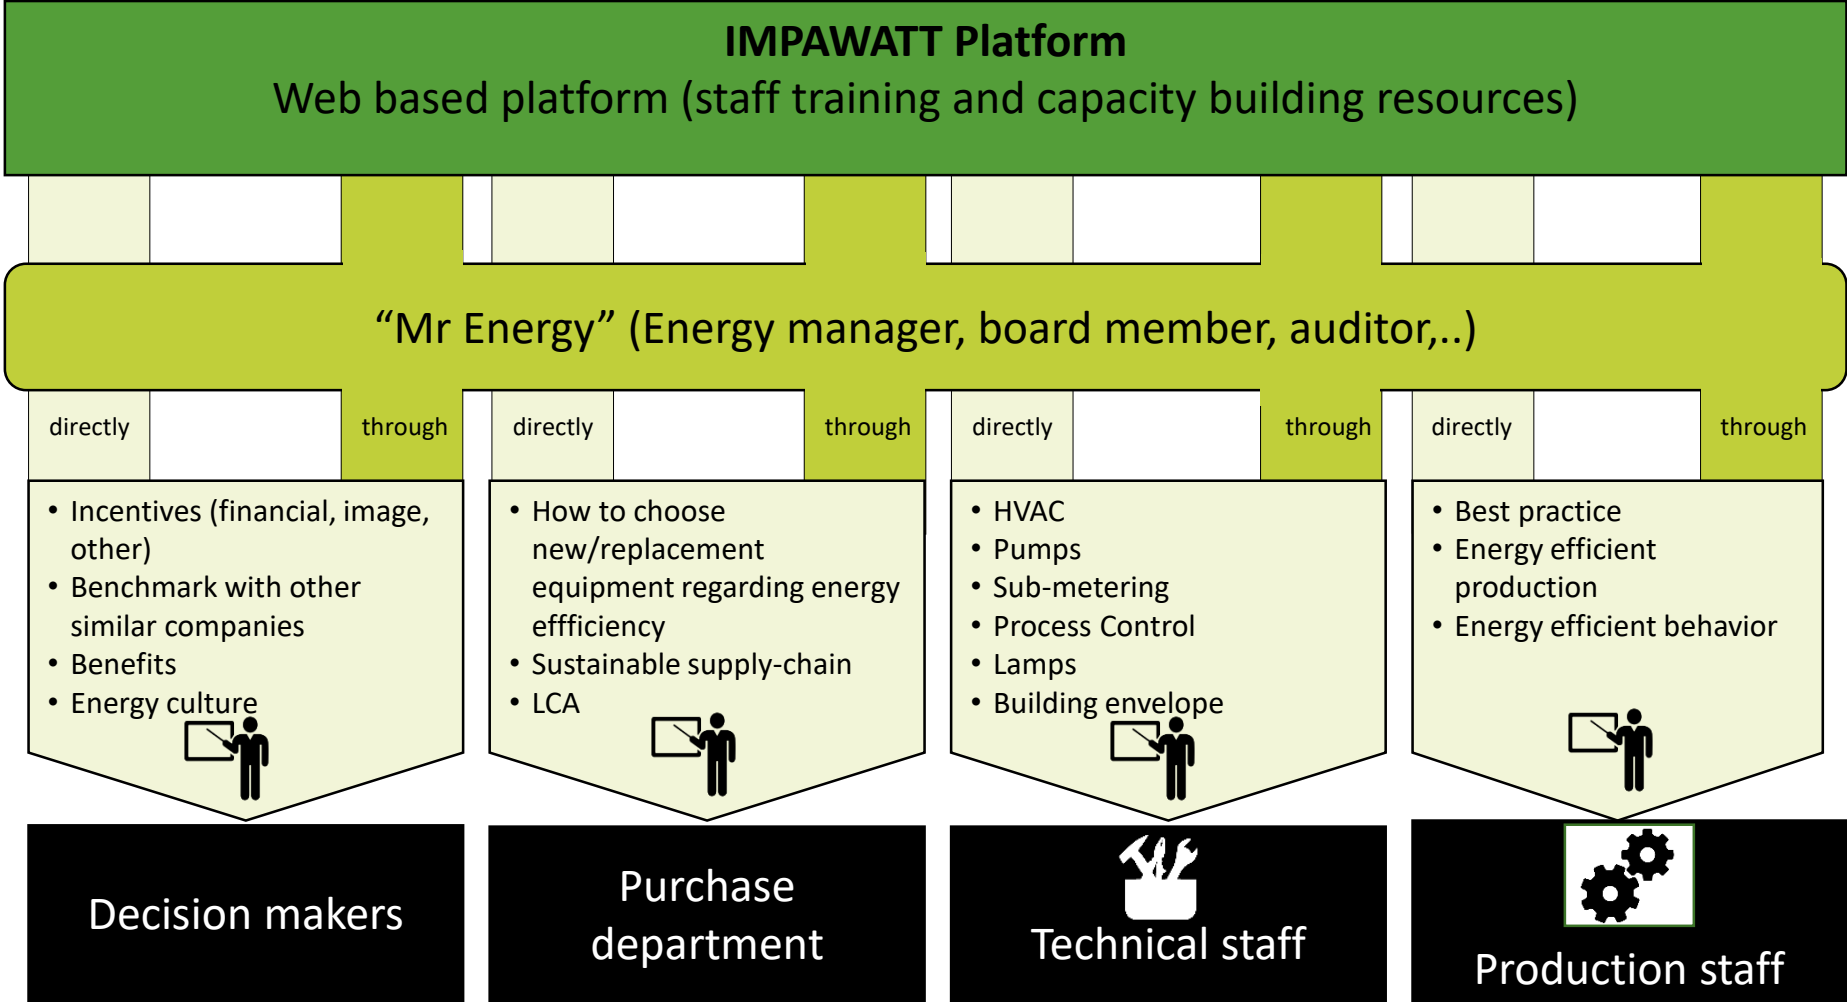 IMPAWATT Platform
Web based platform (staff training and capacity building resources)
“Mr Energy” (Energy manager, board member, auditor,..)
directly
through
directly
through
directly
through
directly
through
• Incentives (financial, image,
other)
• Benchmark with other
similar companies
• Benefits
• Energy culture
• How to choose
new/replacement
equipment regarding energy
effficiency
• Sustainable supply-chain
• LCA
• HVAC
• Pumps
• Sub-metering
• Process Control
• Lamps
• Building envelope
• Best practice
• Energy efficient
production
• Energy efficient behavior
Decision makers
Purchase
department
Technical staff
Production staff